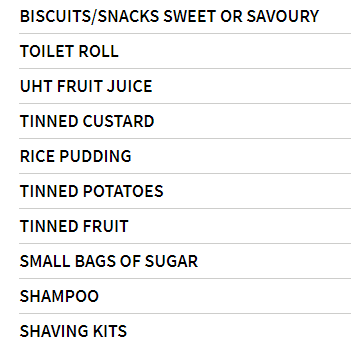 BISCUITS/SNACKS SWEET OR SAVOURY
TOILET ROLL
UHT FRUIT JUICE
TINNED CUSTARD
RICE PUDDING
TINNED POTATOES
TINNED FRUIT
SMALL BAGS OF SUGAR
SHAMPOO
SHAVING KITS